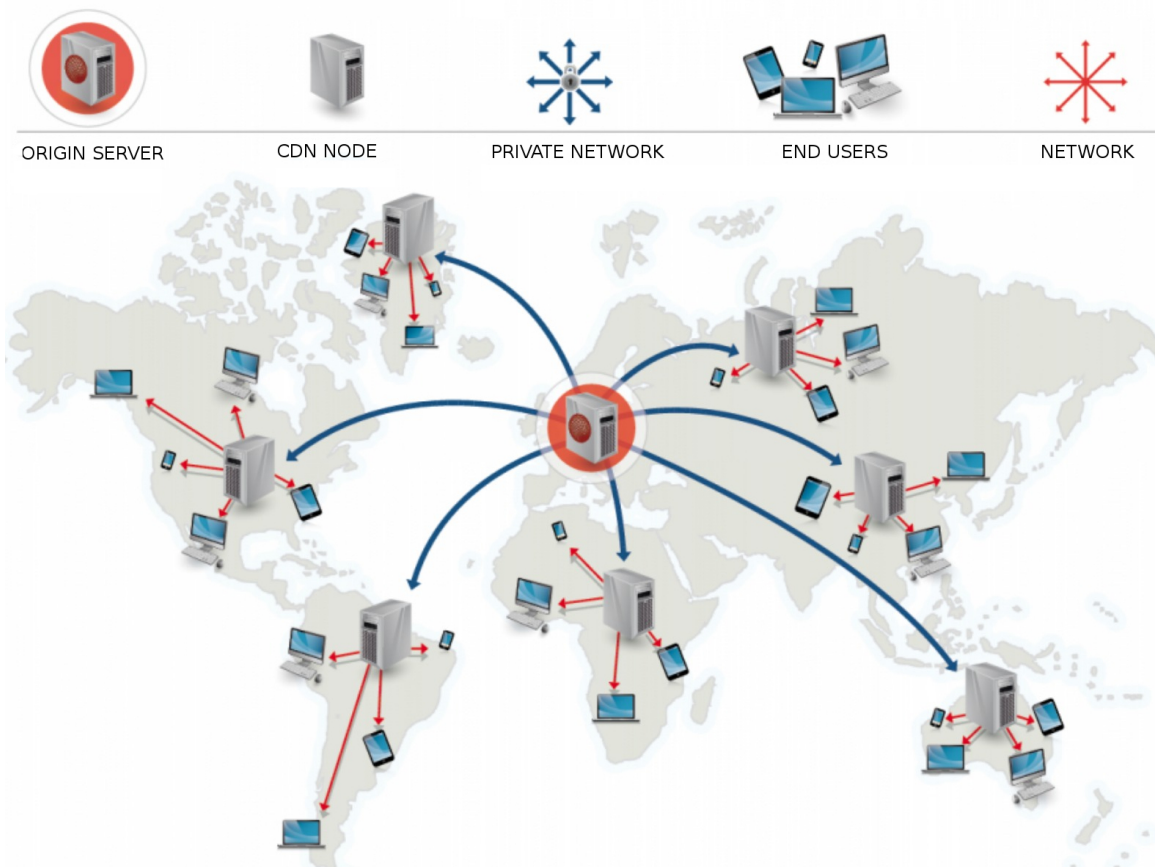 ORIGIN SERVER
CDN NODE
PRIVATE NETWORK
END USERS
NETWORK